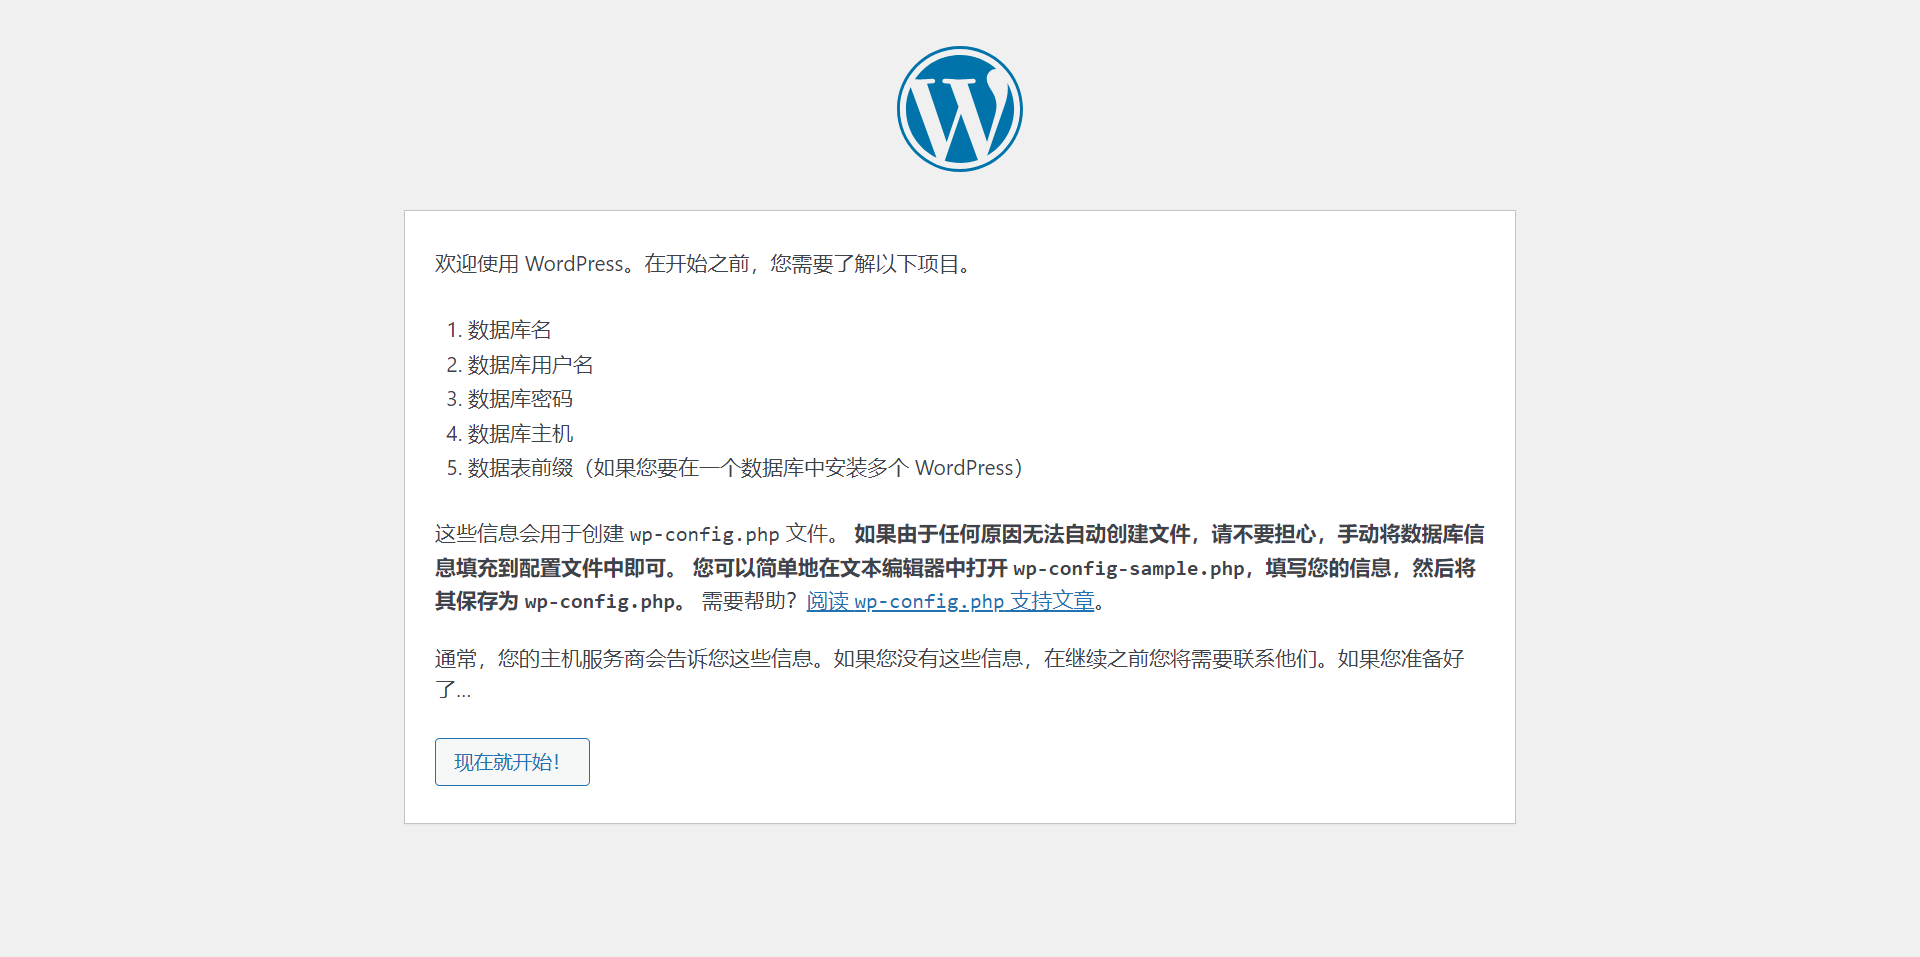 欢迎使用 WordPress。在开始之前，您需要了解以下项目。
1. 数据库名
2. 数据库用户名
3. 数据库密码
4. 数据库主机
5. 数据表前缀（如果您要在一个数据库中安装多个 WordPress）
这些信息会用于创建 wp-config.php 文件。 如果由于任何原因无法自动创建文件，请不要担心，手动将数据库信
息填充到配置文件中即可。 您可以简单地在文本编辑器中打开 wp-config-sample.php，填写您的信息，然后将
其保存为 wp-config.php。 需要帮助？阅读 wp-config.php 支持文章。
通常，您的主机服务商会告诉您这些信息。如果您没有这些信息，在继续之前您将需要联系他们。如果您准备好
了…
现在就开始！